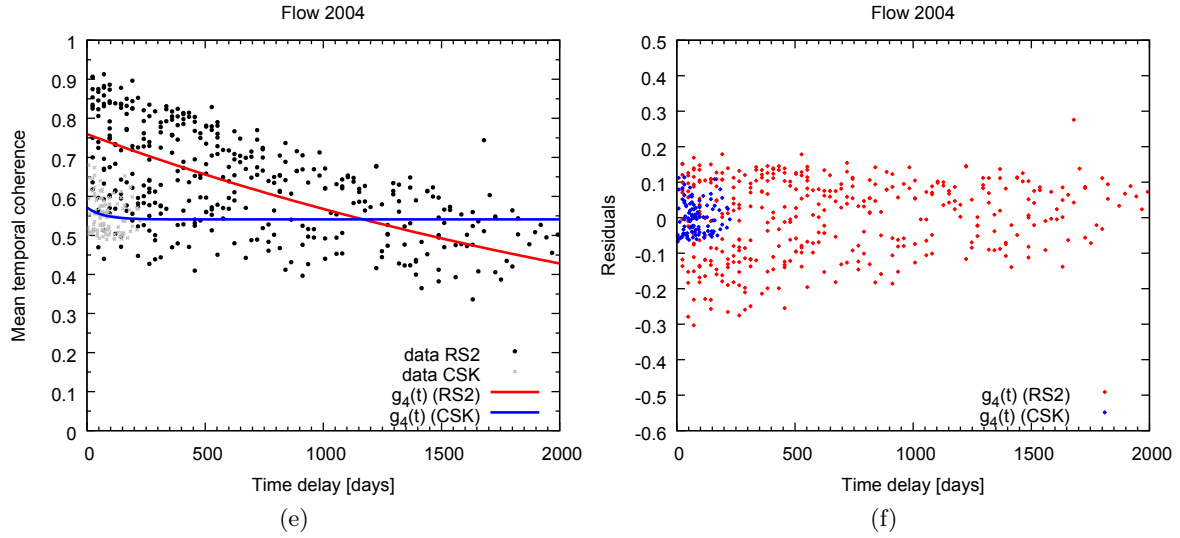 Flow 2004
1
0.9
0.8
0.7
0.6
0.5
0.4
0.3
0.2
0.1
0
Mean temporal coherence
data RS2
data CSK
g4(t) (RS2)
g4(t) (CSK)
0 500 1000 1500 2000
Time delay [days]
(e)
Flow 2004
0.5
0.4
0.3
0.2
0.1
0
-0.1
-0.2
-0.3
-0.4
-0.5
-0.6
Residuals
g4(t) (RS2)
g4(t) (CSK)
0 500 1000 1500 2000
Time delay [days]
(f)